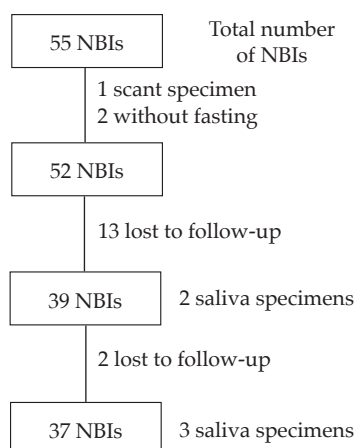 55 NBIs
Total number
of NBIs
1 scant specimen
2 without fasting
52 NBIs
13 lost to follow-up
39 NBIs
2 saliva specimens
2 lost to follow-up
37 NBIs
3 saliva specimens